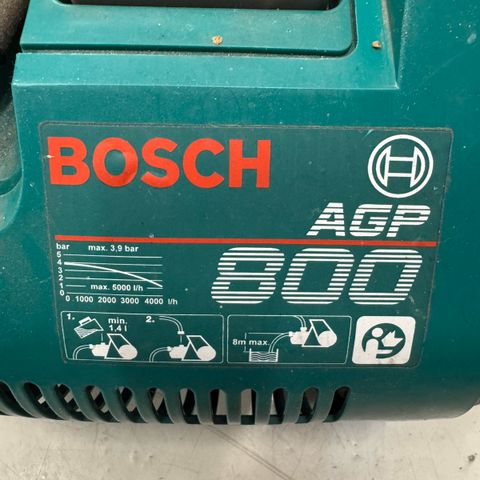 BOSCH
AGP
800
bar
max. 3,9 bar
5
4
3
2
1
0
max. 5000 l/h
0 1000 2000 3000 4000 l/h
1.
min.
1,4 l
2.
8m max.